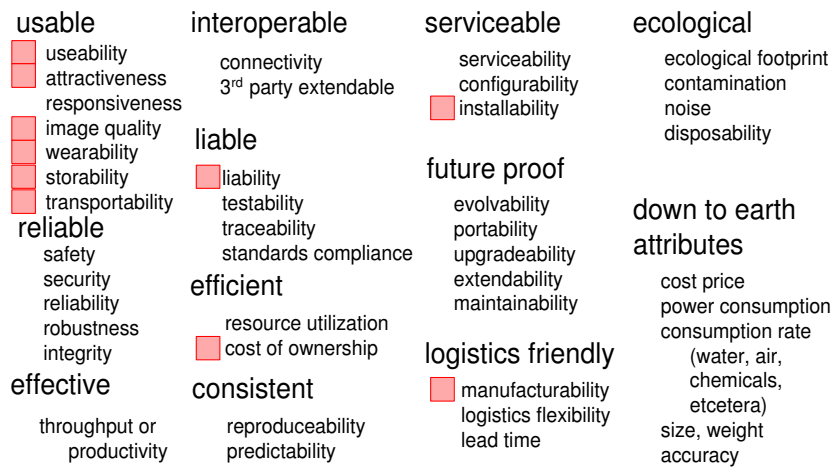 usable
useability
attractiveness
responsiveness
image quality
wearability
storability
transportability
reliable
safety
security
reliability
robustness
integrity
effective
throughput or
productivity
interoperable
connectivity
3rd party extendable
liable
liability
testability
traceability
standards compliance
efficient
resource utilization
cost of ownership
consistent
reproduceability
predictability
serviceable
serviceability
configurability
installability
future proof
evolvability
portability
upgradeability
extendability
maintainability
logistics friendly
manufacturability
logistics flexibility
lead time
ecological
ecological footprint
contamination
noise
disposability
down to earth
attributes
cost price
power consumption
consumption rate
(water, air,
chemicals,
etcetera)
size, weight
accuracy